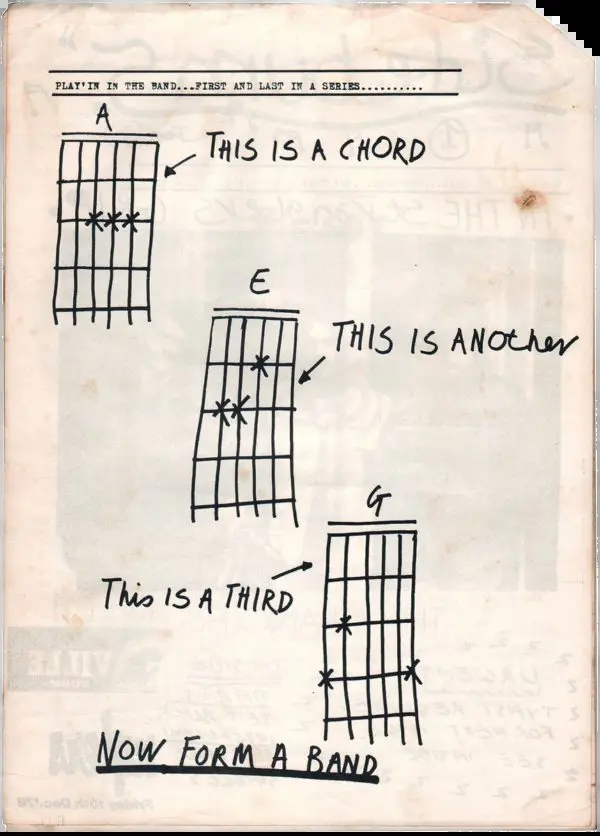 PLAY'IN IN THE BAND...FIRST AND LAST IN A SERIES..........
A
THIS IS A CHORD
E
THIS IS ANOther
G
This IS A THIRD
NOW FORM A BAND